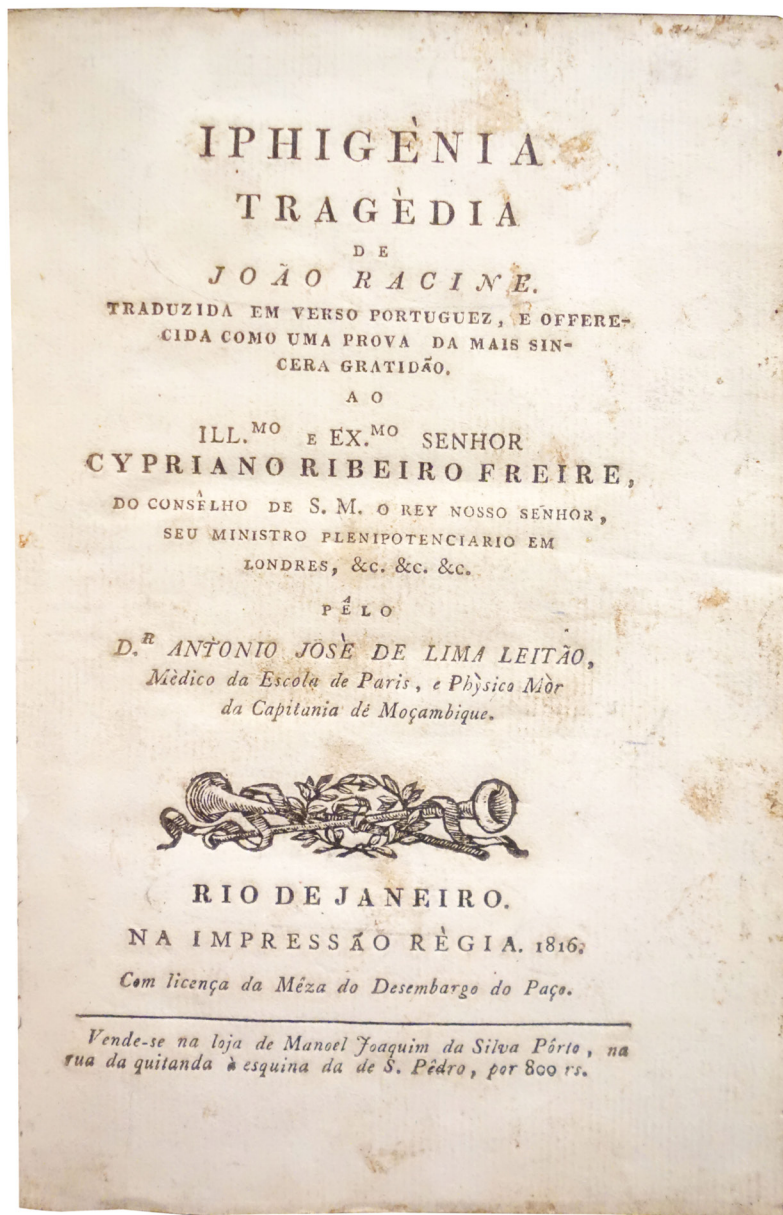 IPHIGÈNIA
TRAGÈDIA
DE
JOÃO RACINE.
TRADUZIDA EM VERSO PORTUGUEZ, E OFFERE-
CIDA COMO UMA PROVA DA MAIS SIN-
CERA GRATIDÃO.
AO
ILL.MO E EX.MO SENHOR
CYPRIANO RIBEIRO FREIRE,
DO CONSÊLHO DE S. M. O REY NOSSO SENHOR,
SEU MINISTRO PLENIPOTENCIARIO EM
LONDRES, &c. &c. &c.
PÊLO
D.R ANTONIO JOSÈ DE LIMA LEITÃO,
Mèdico da Escola de Paris, e Phỳsico Mòr
da Capitania dê Moçambique.
RIO DE JANEIRO.
NA IMPRESSÃO RÈGIA. 1816.
Com licença da Mêza do Desembargo do Paço.
Vende-se na loja de Manoel Joaquim da Silva Pôrto, na
rua da quitanda à esquina da de S. Pêdro, por 800 rs.